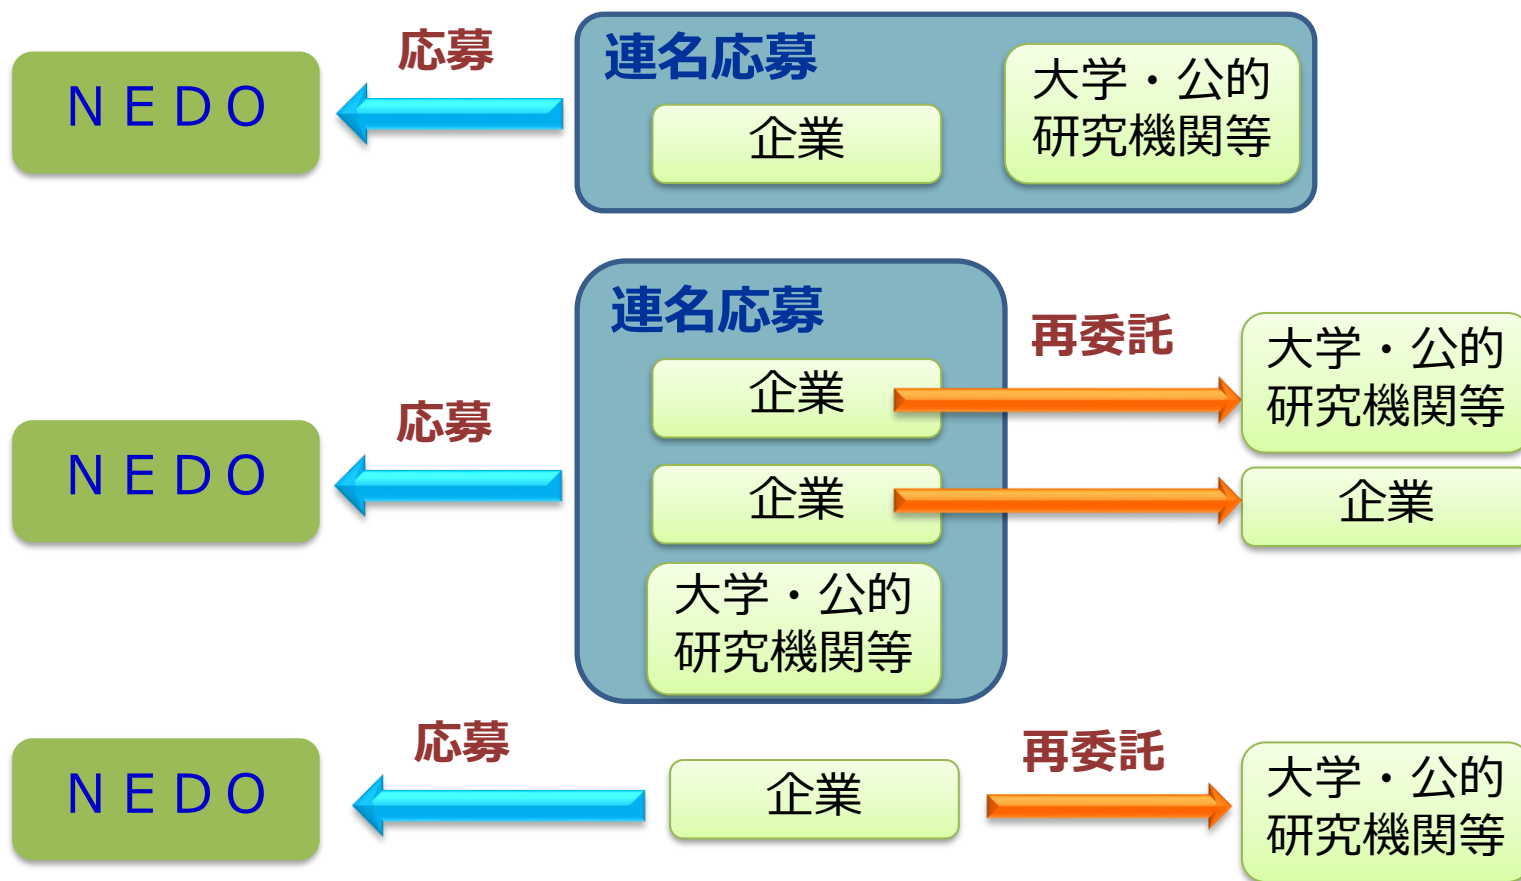 ＮＥＤＯ
応募
連名応募
企業
大学・公的
研究機関等
ＮＥＤＯ
応募
連名応募
企業
企業
大学・公的
研究機関等
再委託
大学・公的
研究機関等
企業
ＮＥＤＯ
応募
企業
再委託
大学・公的
研究機関等